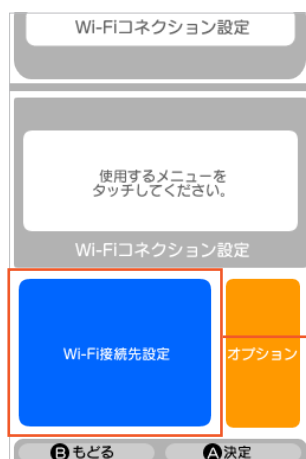 Wi-Fiコネクション設定
使用するメニューを
タッチしてください。
Wi-Fiコネクション設定
Wi-Fi接続先設定
オプション
Bもどる
A決定